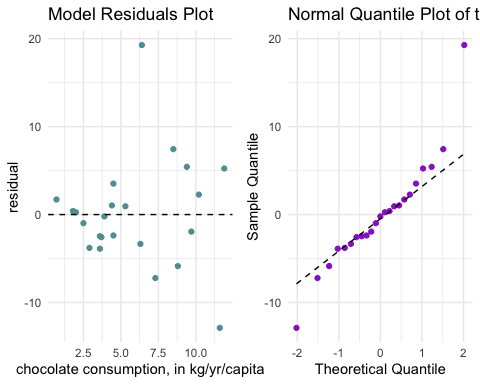 Model Residuals Plot
20
10
0
-10
residual
2.5 5.0 7.5 10.0
chocolate consumption, in kg/yr/capita
Normal Quantile Plot of t
20
10
0
-10
Sample Quantile
-2 -1 0 1 2
Theoretical Quantile